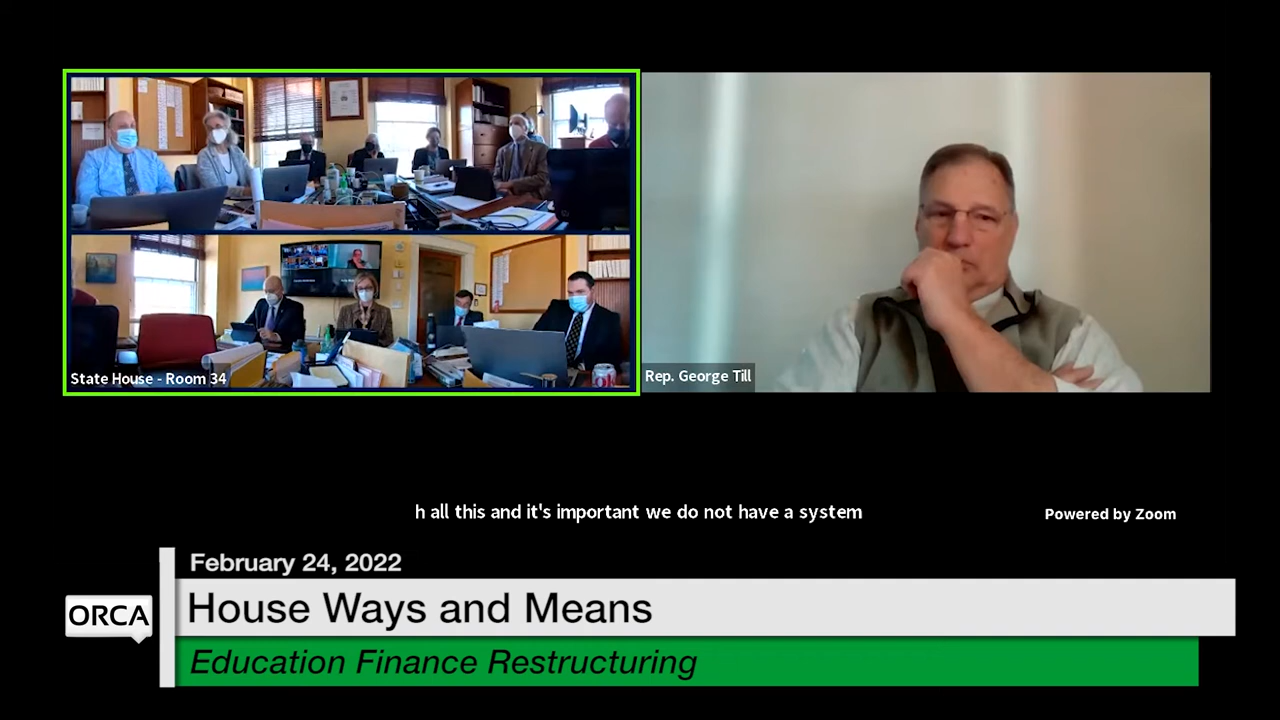 State House - Room 34
Rep. George Till
h all this and it's important we do not have a system
Powered by Zoom
February 24, 2022
House Ways and Means
ORCA
Education Finance Restructuring